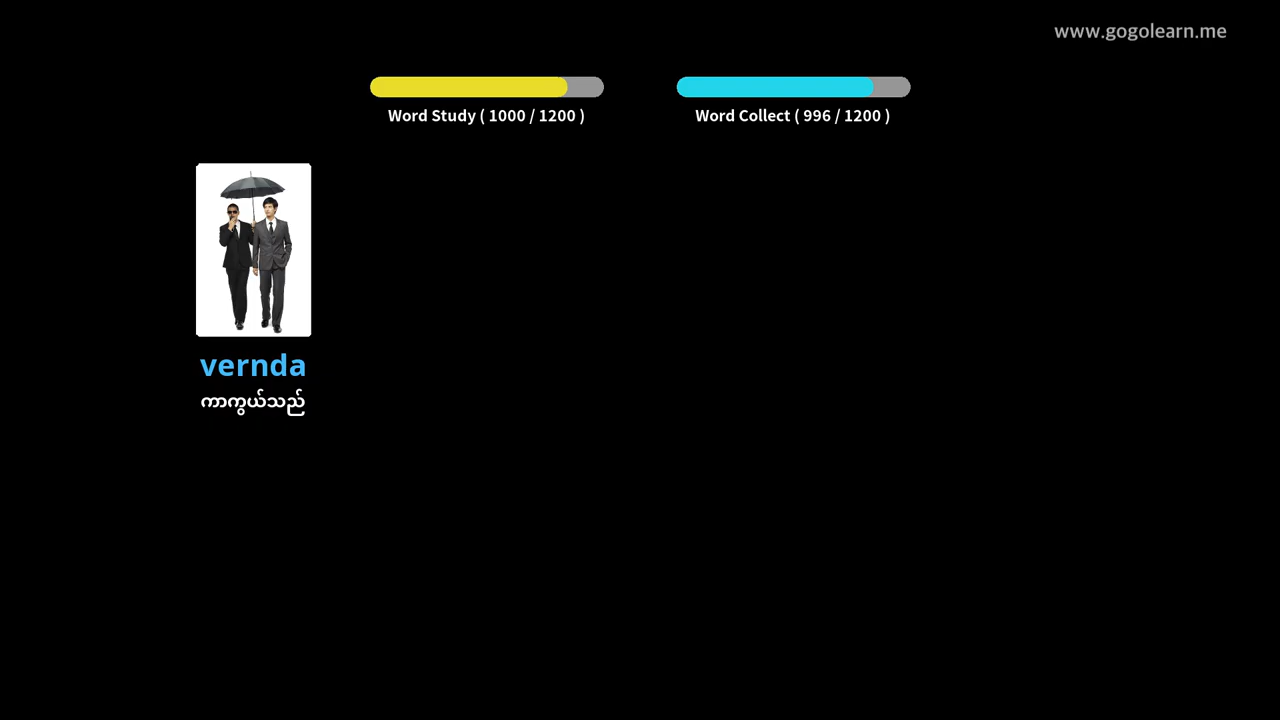 www.gogolearn.me
Word Study ( 1000 / 1200 )
Word Collect ( 996 / 1200 )
vernda
ကာကွယ်သည်